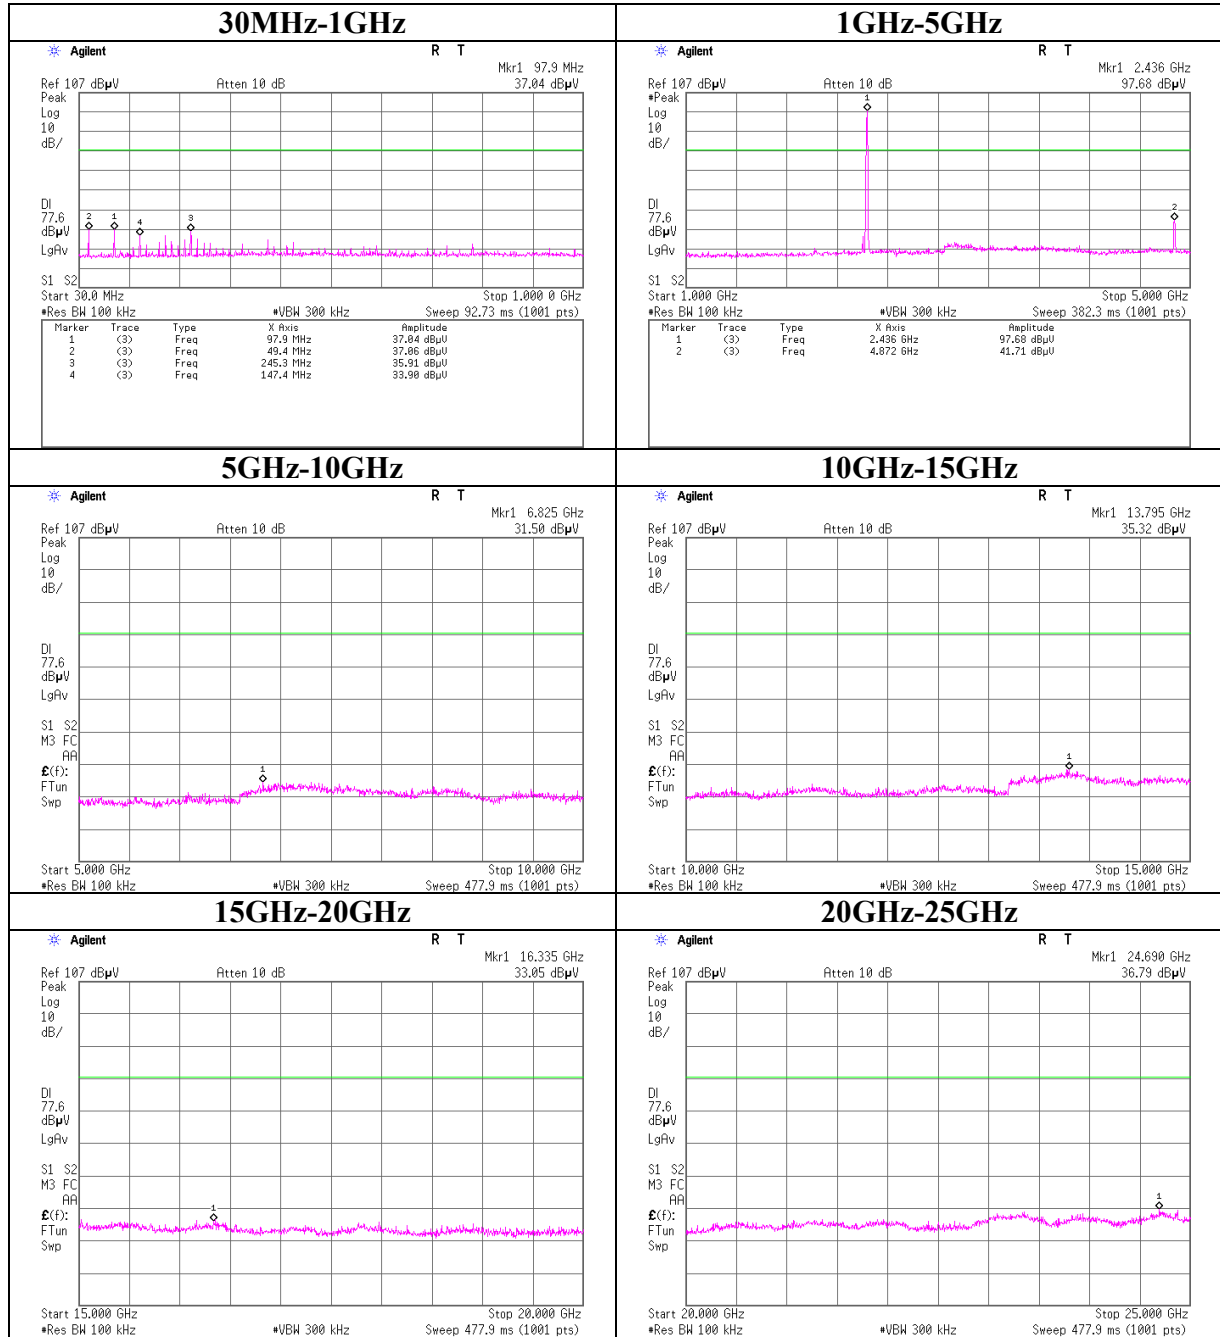 30MHz-1GHz
Agilent R T
Mkr1 97.9 MHz
Ref 107 dBµV Atten 10 dB 37.04 dBµV
Peak
Log
10
dB/
DI
77.6
dBµV
LgAv
S1 S2
2 1 4 3
Start 30.0 MHz Stop 1.000 0 GHz
#Res BW 100 kHz #VBW 300 kHz Sweep 92.73 ms (1001 pts)
Marker Trace Type X Axis Amplitude
1 (3) Freq 97.9 MHz 37.04 dBµV
2 (3) Freq 49.4 MHz 37.06 dBµV
3 (3) Freq 245.3 MHz 35.91 dBµV
4 (3) Freq 147.4 MHz 33.90 dBµV
1GHz-5GHz
Agilent R T
Mkr1 2.436 GHz
Ref 107 dBµV Atten 10 dB 97.68 dBµV
#Peak
Log
10
dB/
DI
77.6
dBµV
LgAv
S1 S2
1 2
Start 1.000 GHz Stop 5.000 GHz
#Res BW 100 kHz #VBW 300 kHz Sweep 382.3 ms (1001 pts)
Marker Trace Type X Axis Amplitude
1 (3) Freq 2.436 GHz 97.68 dBµV
2 (3) Freq 4.872 GHz 41.71 dBµV
5GHz-10GHz
Agilent R T
Mkr1 6.825 GHz
Ref 107 dBµV Atten 10 dB 31.50 dBµV
Peak
Log
10
dB/
DI
77.6
dBµV
LgAv
S1 S2
M3 FC
AA
£(f):
FTun
Swp
1
Start 5.000 GHz Stop 10.000 GHz
#Res BW 100 kHz #VBW 300 kHz Sweep 477.9 ms (1001 pts)
10GHz-15GHz
Agilent R T
Mkr1 13.795 GHz
Ref 107 dBµV Atten 10 dB 35.32 dBµV
Peak
Log
10
dB/
DI
77.6
dBµV
LgAv
S1 S2
M3 FC
AA
£(f):
FTun
Swp
1
Start 10.000 GHz Stop 15.000 GHz
#Res BW 100 kHz #VBW 300 kHz Sweep 477.9 ms (1001 pts)
15GHz-20GHz
Agilent R T
Mkr1 16.335 GHz
Ref 107 dBµV Atten 10 dB 33.05 dBµV
Peak
Log
10
dB/
DI
77.6
dBµV
LgAv
S1 S2
M3 FC
AA
£(f):
FTun
Swp
1
Start 15.000 GHz Stop 20.000 GHz
#Res BW 100 kHz #VBW 300 kHz Sweep 477.9 ms (1001 pts)
20GHz-25GHz
Agilent R T
Mkr1 24.690 GHz
Ref 107 dBµV Atten 10 dB 36.79 dBµV
Peak
Log
10
dB/
DI
77.6
dBµV
LgAv
S1 S2
M3 FC
AA
£(f):
FTun
Swp
1
Start 20.000 GHz Stop 25.000 GHz
#Res BW 100 kHz #VBW 300 kHz Sweep 477.9 ms (1001 pts)